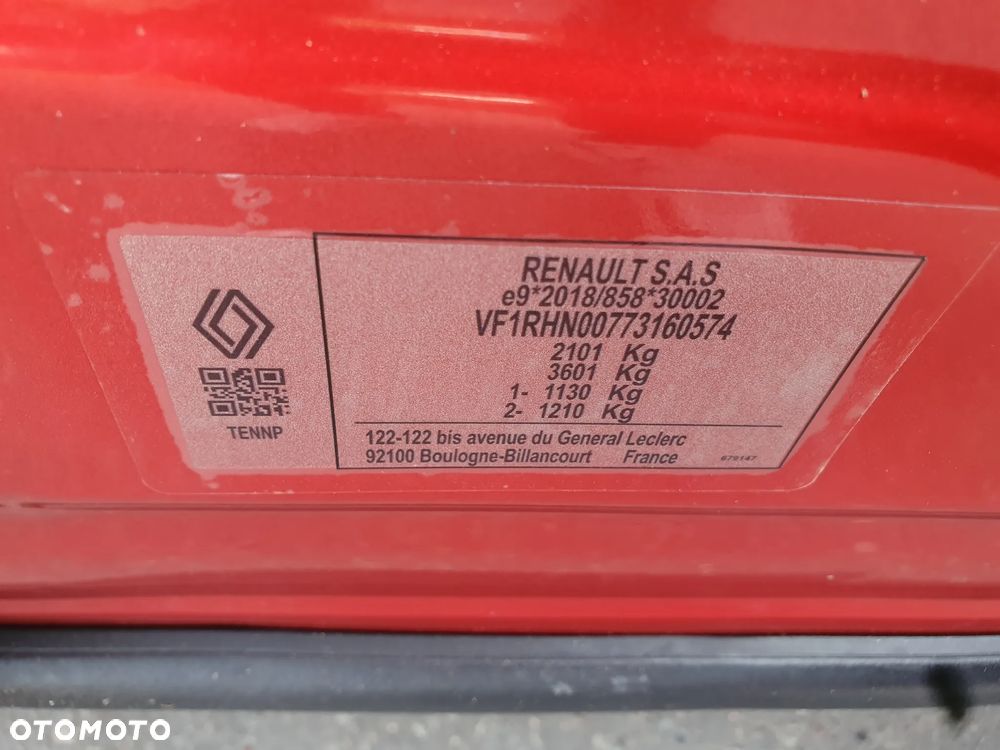 RENAULT S.A.S
e9*2018/858*30002
VF1RHN00773160574
2101 Kg
3601 Kg
1- 1130 Kg
2- 1210 Kg
TENNP
122-122 bis avenue du General Leclerc
92100 Boulogne-Billancourt France 679147
OTOMOTO